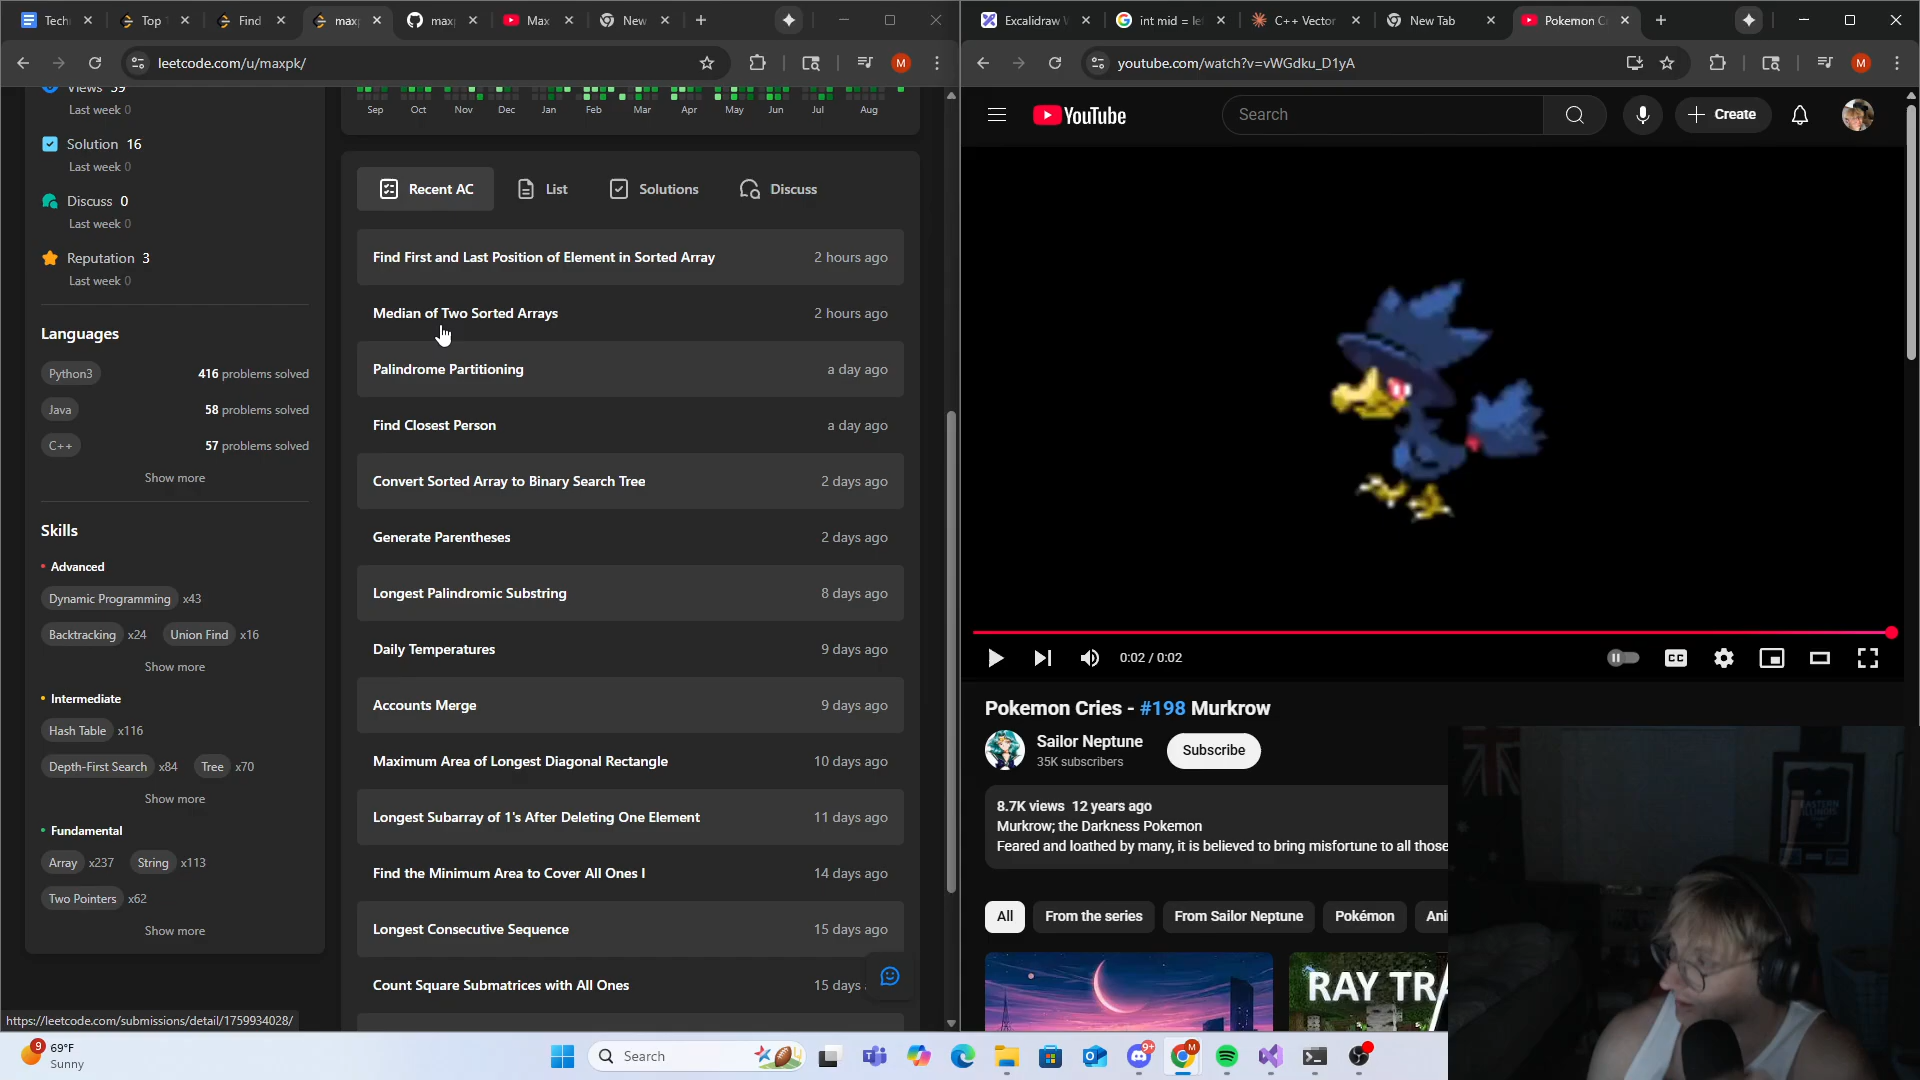 Tech
Top
Find
max
max
Max
New
leetcode.com/u/maxpk/
M
Views 59
Last week 0
Solution 16
Last week 0
Discuss 0
Last week 0
Reputation 3
Last week 0
Languages
Python3 416 problems solved
Java 58 problems solved
C++ 57 problems solved
Show more
Skills
Advanced
Dynamic Programming x43
Backtracking x24 Union Find x16
Show more
Intermediate
Hash Table x116
Depth-First Search x84 Tree x70
Show more
Fundamental
Array x237 String x113
Two Pointers x62
Show more
Sep Oct Nov Dec Jan Feb Mar Apr May Jun Jul Aug
Recent AC List Solutions Discuss
Find First and Last Position of Element in Sorted Array 2 hours ago
Median of Two Sorted Arrays 2 hours ago
Palindrome Partitioning a day ago
Find Closest Person a day ago
Convert Sorted Array to Binary Search Tree 2 days ago
Generate Parentheses 2 days ago
Longest Palindromic Substring 8 days ago
Daily Temperatures 9 days ago
Accounts Merge 9 days ago
Maximum Area of Longest Diagonal Rectangle 10 days ago
Longest Subarray of 1's After Deleting One Element 11 days ago
Find the Minimum Area to Cover All Ones I 14 days ago
Longest Consecutive Sequence 15 days ago
Count Square Submatrices with All Ones 15 days
https://leetcode.com/submissions/detail/1759934028/
Excalidraw
int mid = le
C++ Vector
New Tab
Pokemon C
youtube.com/watch?v=vWGdku_D1yA
M
YouTube
Search
Create
0:02 / 0:02
CC
Pokemon Cries - #198 Murkrow
Sailor Neptune
35K subscribers
Subscribe
8.7K views 12 years ago
Murkrow; the Darkness Pokemon
Feared and loathed by many, it is believed to bring misfortune to all those
All From the series From Sailor Neptune Pokémon Ani
RAY TRA
EASTERN
ILLINOIS
9
69°F
Sunny
Search
9+
M